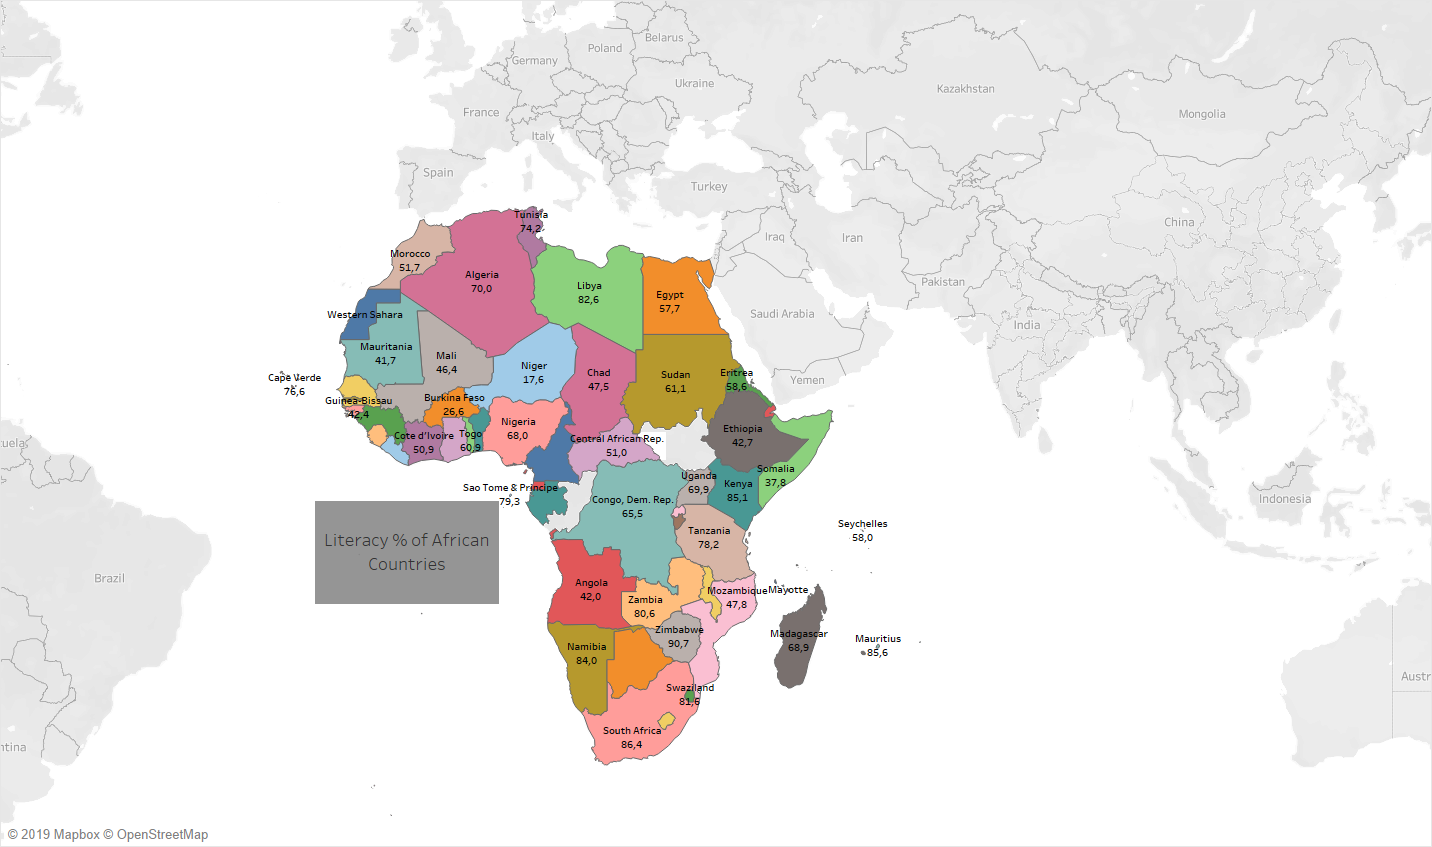 Belarus
Poland
Germany
Ukraine
Kazakhstan
France
Mongolia
Italy
Spain
Turkey
Tunisia
74,2
China
Iraq
Iran
Morocco
51,7
Algeria
70,0
Libya
82,6
Egypt
57,7
Pakistan
Saudi Arabia
India
Western Sahara
Mauritania
41,7
Mali
46,4
Niger
17,6
Chad
47,5
Sudan
61,1
Eritrea
58,6
Yemen
Cape Verde
76,6
Guinea-Bissau
42,4
Burkina Faso
26,6
Nigeria
68,0
Ethiopia
42,7
Cote d'Ivoire
50,9
Togo
60,9
Central African Rep.
51,0
uela
Somalia
37,8
Uganda
69,9
Kenya
85,1
Sao Tome & Principe
79,3
Congo, Dem. Rep.
65,5
Indonesia
Seychelles
58,0
Tanzania
78,2
Literacy % of African
Countries
Brazil
Angola
42,0
Zambia
80,6
Mozambique
47,8
Mayotte
Zimbabwe
90,7
Madagascar
68,9
Mauritius
85,6
Namibia
84,0
Swaziland
81,6
Austr
South Africa
86,4
ntina
© 2019 Mapbox © OpenStreetMap